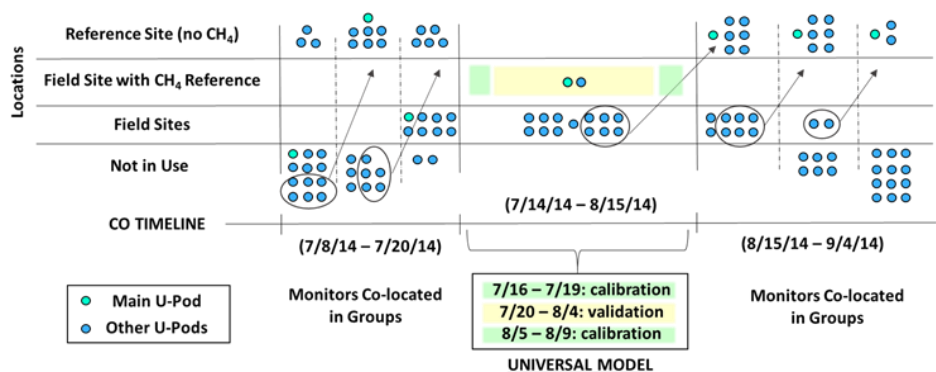 Locations
Reference Site (no CH₄)
Field Site with CH₄ Reference
Field Sites
Not in Use
CO TIMELINE
(7/8/14 – 7/20/14)
(7/14/14 – 8/15/14)
(8/15/14 – 9/4/14)
Main U-Pod
Other U-Pods
Monitors Co-located
in Groups
7/16 – 7/19: calibration
7/20 – 8/4: validation
8/5 – 8/9: calibration
UNIVERSAL MODEL
Monitors Co-located
in Groups